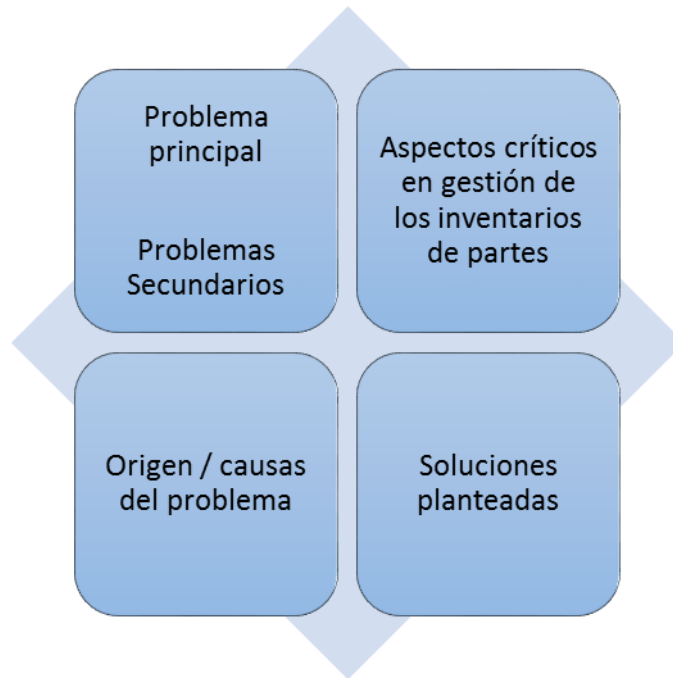 Problema
principal
Problemas
Secundarios
Aspectos críticos
en gestión de
los inventarios
de partes
Origen / causas
del problema
Soluciones
planteadas